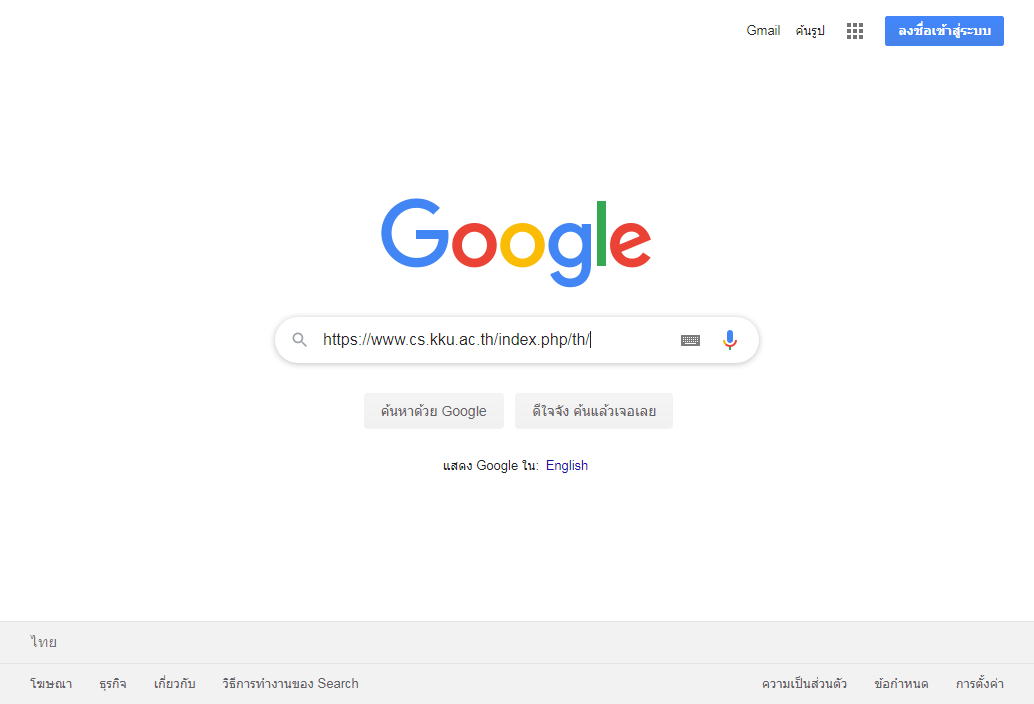 Gmail ค้นรูป ลงชื่อเข้าสู่ระบบ
Google
https://www.cs.kku.ac.th/index.php/th/
ค้นหาด้วย Google ดีใจจัง ค้นแล้วเจอเลย
แสดง Google ใน: English
ไทย
โฆษณา ธุรกิจ เกี่ยวกับ วิธีการทำงานของ Search ความเป็นส่วนตัว ข้อกำหนด การตั้งค่า